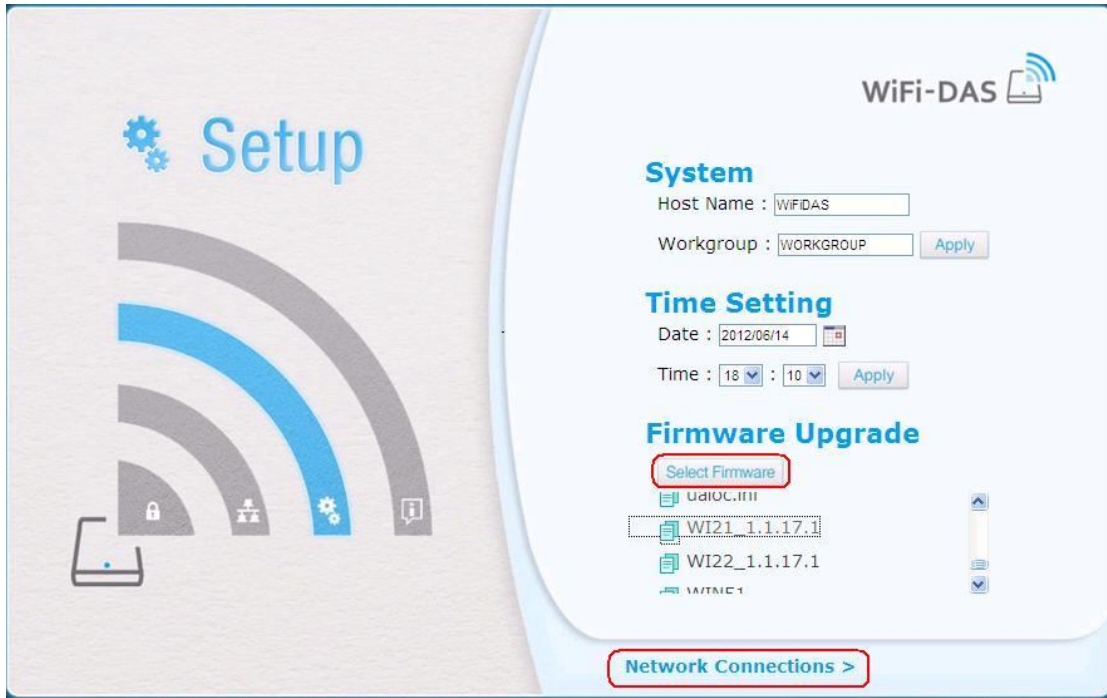 Setup
WiFi-DAS
System
Host Name : WiFiDAS
Workgroup : WORKGROUP Apply
Time Setting
Date : 2012/06/14
Time : 18 : 10 Apply
Firmware Upgrade
Select Firmware
WI21_1.1.17.1
WI22_1.1.17.1
Network Connections >